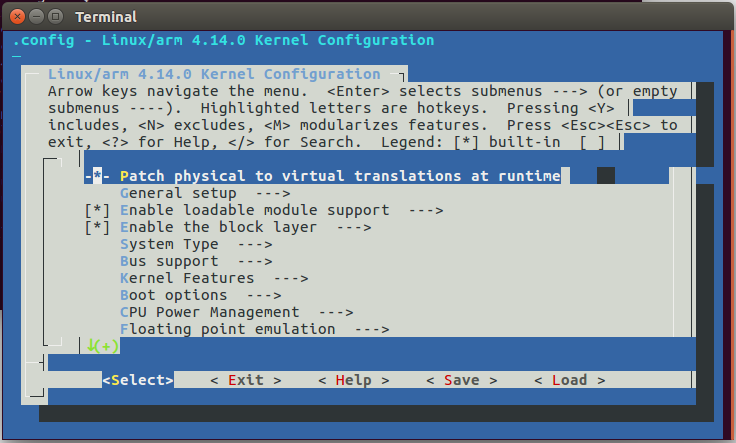 Terminal
.config - Linux/arm 4.14.0 Kernel Configuration
Linux/arm 4.14.0 Kernel Configuration
Arrow keys navigate the menu.  <Enter> selects submenus ---> (or empty
submenus ----).  Highlighted letters are hotkeys.  Pressing <Y>
includes, <N> excludes, <M> modularizes features.  Press <Esc><Esc> to
exit, <?> for Help, </> for Search.  Legend: [*] built-in  [ ]
-*- Patch physical to virtual translations at runtime
General setup  --->
[*] Enable loadable module support  --->
[*] Enable the block layer  --->
System Type  --->
Bus support  --->
Kernel Features  --->
Boot options  --->
CPU Power Management  --->
Floating point emulation  --->
↓(+)
<Select>    < Exit >    < Help >    < Save >    < Load >